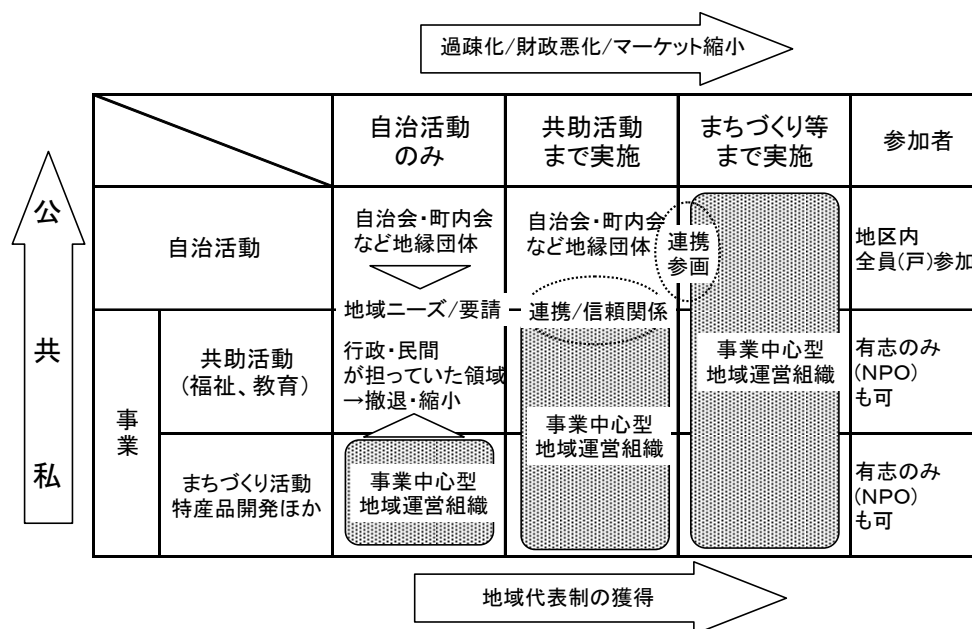 過疎化/財政悪化/マーケット縮小
自治活動
のみ
共助活動
まで実施
まちづくり等
まで実施
参加者
公
共
私
自治活動
自治会・町内会
など地縁団体
自治会・町内会
など地縁団体
連携
参画
地区内
全員(戸)参加
地域ニーズ/要請
連携/信頼関係
事業
共助活動
(福祉、教育)
行政・民間
が担っていた領域
→撤退・縮小
事業中心型
地域運営組織
事業中心型
地域運営組織
有志のみ
(NPO)
も可
まちづくり活動
特産品開発ほか
事業中心型
地域運営組織
有志のみ
(NPO)
も可
地域代表制の獲得